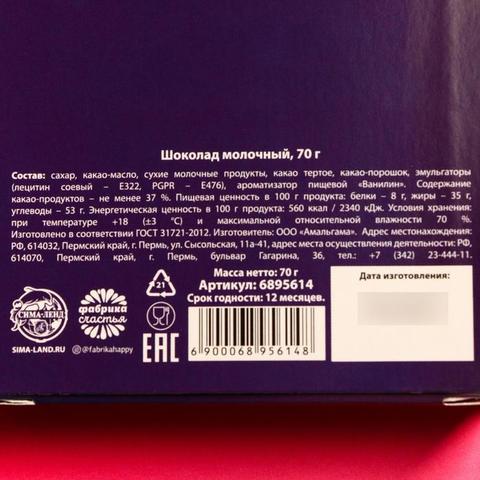 Шоколад молочный, 70 г
Состав: сахар, какао-масло, сухие молочные продукты, какао тертое, какао-порошок, эмульгаторы
(лецитин соевый – E322, PGPR – E476), ароматизатор пищевой «Ванилин». Содержание
какао-продуктов – не менее 37 %. Пищевая ценность в 100 г продукта: белки – 8 г, жиры – 35 г,
углеводы – 53 г. Энергетическая ценность в 100 г продукта: 560 ккал / 2340 кДж. Условия хранения
при температуре +18 (±3 °С) и максимальной относительной влажности 70 %.
Изготовлено в соответствии ГОСТ 31721-2012. Изготовитель: ООО «Амальгама». Адрес местонахождения:
РФ, 614032, Пермский край, г. Пермь, ул. Сысольская, 11а-41, адрес места осуществления деятельности: РФ,
614070, Пермский край, г. Пермь, бульвар Гагарина, 36, тел.: +7 (342) 23-444-11.
Масса нетто: 70 г
Артикул: 6895614
Срок годности: 12 месяцев.
Дата изготовления:
21
СИМА-ЛЕНД
SIMA-LAND.RU
фабрика
счастья
@fabrikahappy
EAC
6 900068 956148